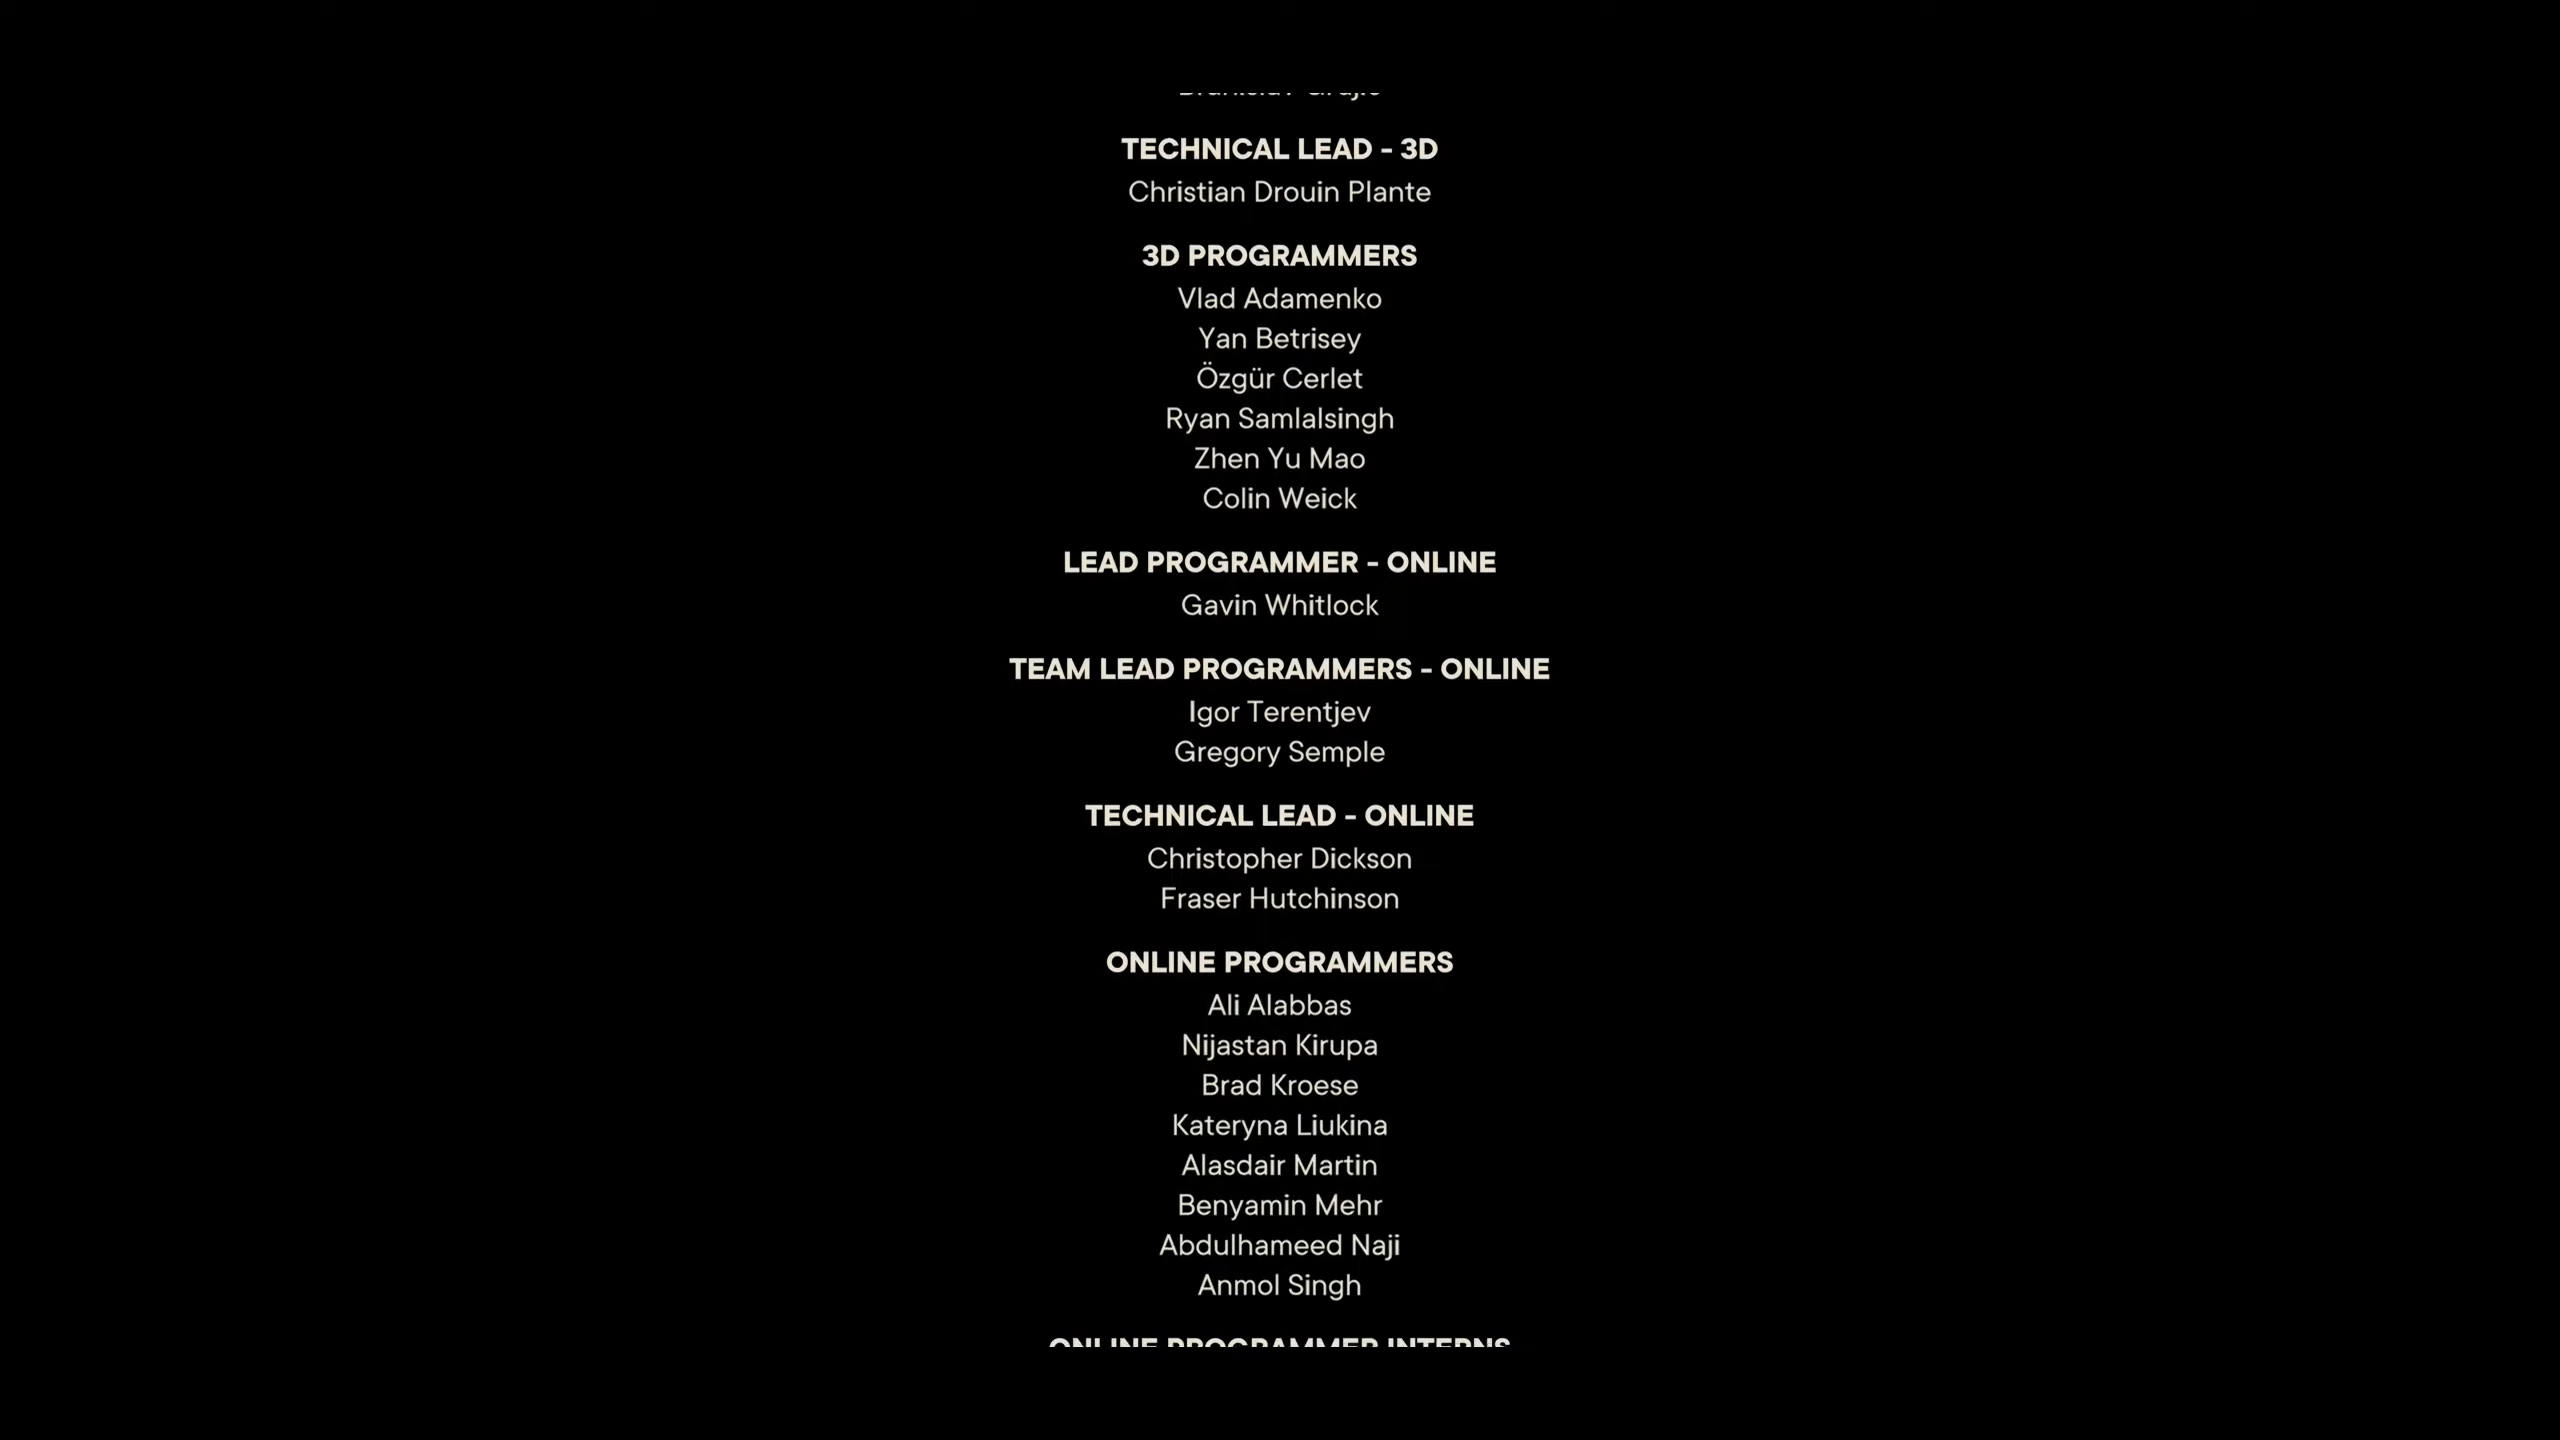 TECHNICAL LEAD - 3D
Christian Drouin Plante
3D PROGRAMMERS
Vlad Adamenko
Yan Betrisey
Özgür Cerlet
Ryan Samlalsingh
Zhen Yu Mao
Colin Weick
LEAD PROGRAMMER - ONLINE
Gavin Whitlock
TEAM LEAD PROGRAMMERS - ONLINE
Igor Terentjev
Gregory Semple
TECHNICAL LEAD - ONLINE
Christopher Dickson
Fraser Hutchinson
ONLINE PROGRAMMERS
Ali Alabbas
Nijastan Kirupa
Brad Kroese
Kateryna Liukina
Alasdair Martin
Benyamin Mehr
Abdulhameed Naji
Anmol Singh
ONLINE PROGRAMMER INTERNS